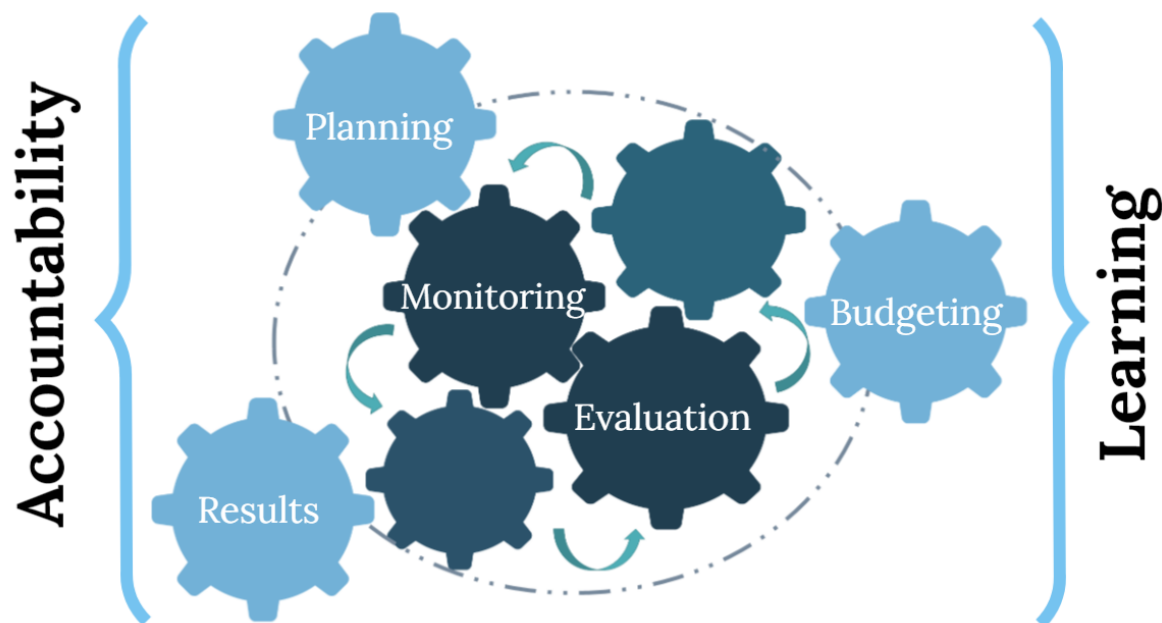 Accountability
Planning
Monitoring
Budgeting
Evaluation
Results
Learning